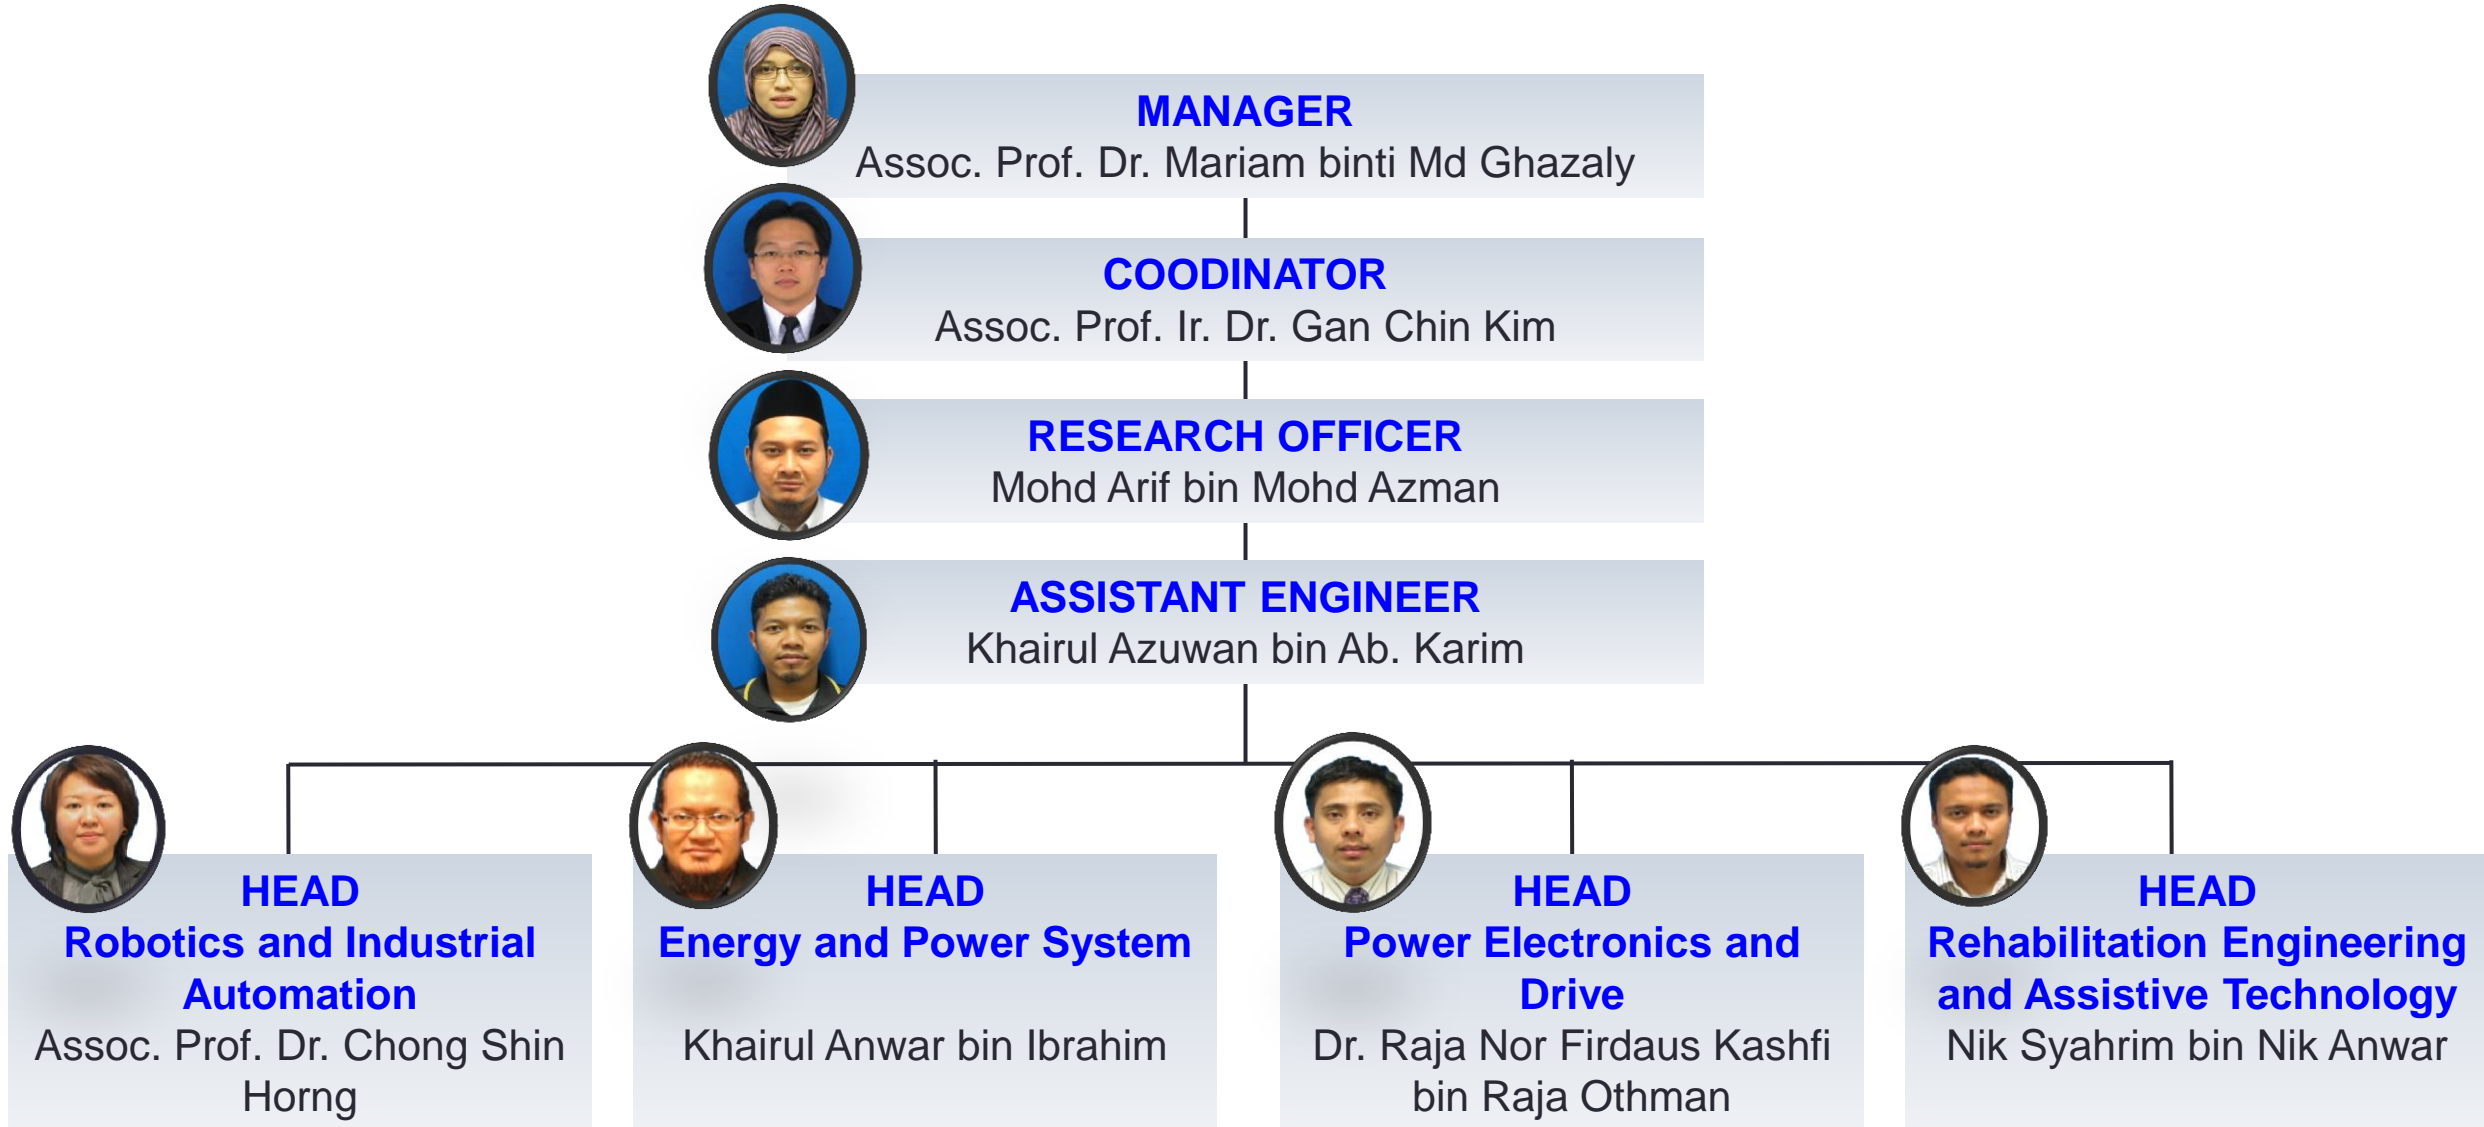 MANAGER
Assoc. Prof. Dr. Mariam binti Md Ghazaly
COODINATOR
Assoc. Prof. Ir. Dr. Gan Chin Kim
RESEARCH OFFICER
Mohd Arif bin Mohd Azman
ASSISTANT ENGINEER
Khairul Azuwan bin Ab. Karim
HEAD
Robotics and Industrial
Automation
Assoc. Prof. Dr. Chong Shin
Horng
HEAD
Energy and Power System
Khairul Anwar bin Ibrahim
HEAD
Power Electronics and
Drive
Dr. Raja Nor Firdaus Kashfi
bin Raja Othman
HEAD
Rehabilitation Engineering
and Assistive Technology
Nik Syahrim bin Nik Anwar